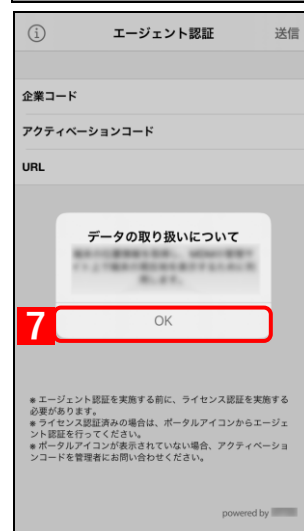 エージェント認証
送信
企業コード
アクティベーションコード
URL
データの取り扱いについて
7
OK
※エージェント認証を実施する前に、ライセンス認証を実施する
必要があります。
※ライセンス認証済みの場合は、ポータルアイコンからエージェ
ント認証を行ってください。
※ポータルアイコンが表示されていない場合、アクティベーショ
ンコードを管理者にお問い合わせください。
powered by